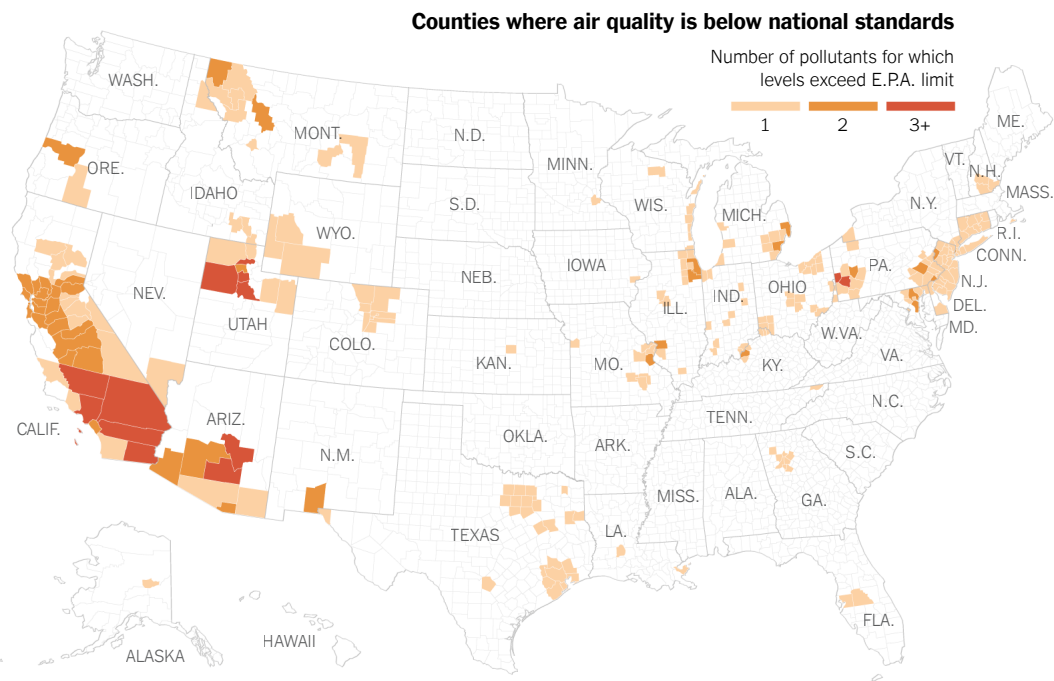 Counties where air quality is below national standards
Number of pollutants for which
levels exceed E.P.A. limit
1 2 3+
WASH.
ORE.
IDAHO
MONT.
N.D.
MINN.
S.D.
WYO.
NEB.
IOWA
WIS.
MICH.
ME.
VT.
N.H.
MASS.
N.Y.
R.I.
CONN.
PA.
N.J.
DEL.
MD.
OHIO
IND.
ILL.
W.VA.
VA.
KY.
MO.
KAN.
COLO.
UTAH
NEV.
CALIF.
ARIZ.
N.M.
OKLA.
ARK.
TENN.
N.C.
S.C.
GA.
ALA.
MISS.
LA.
TEXAS
FLA.
ALASKA
HAWAII